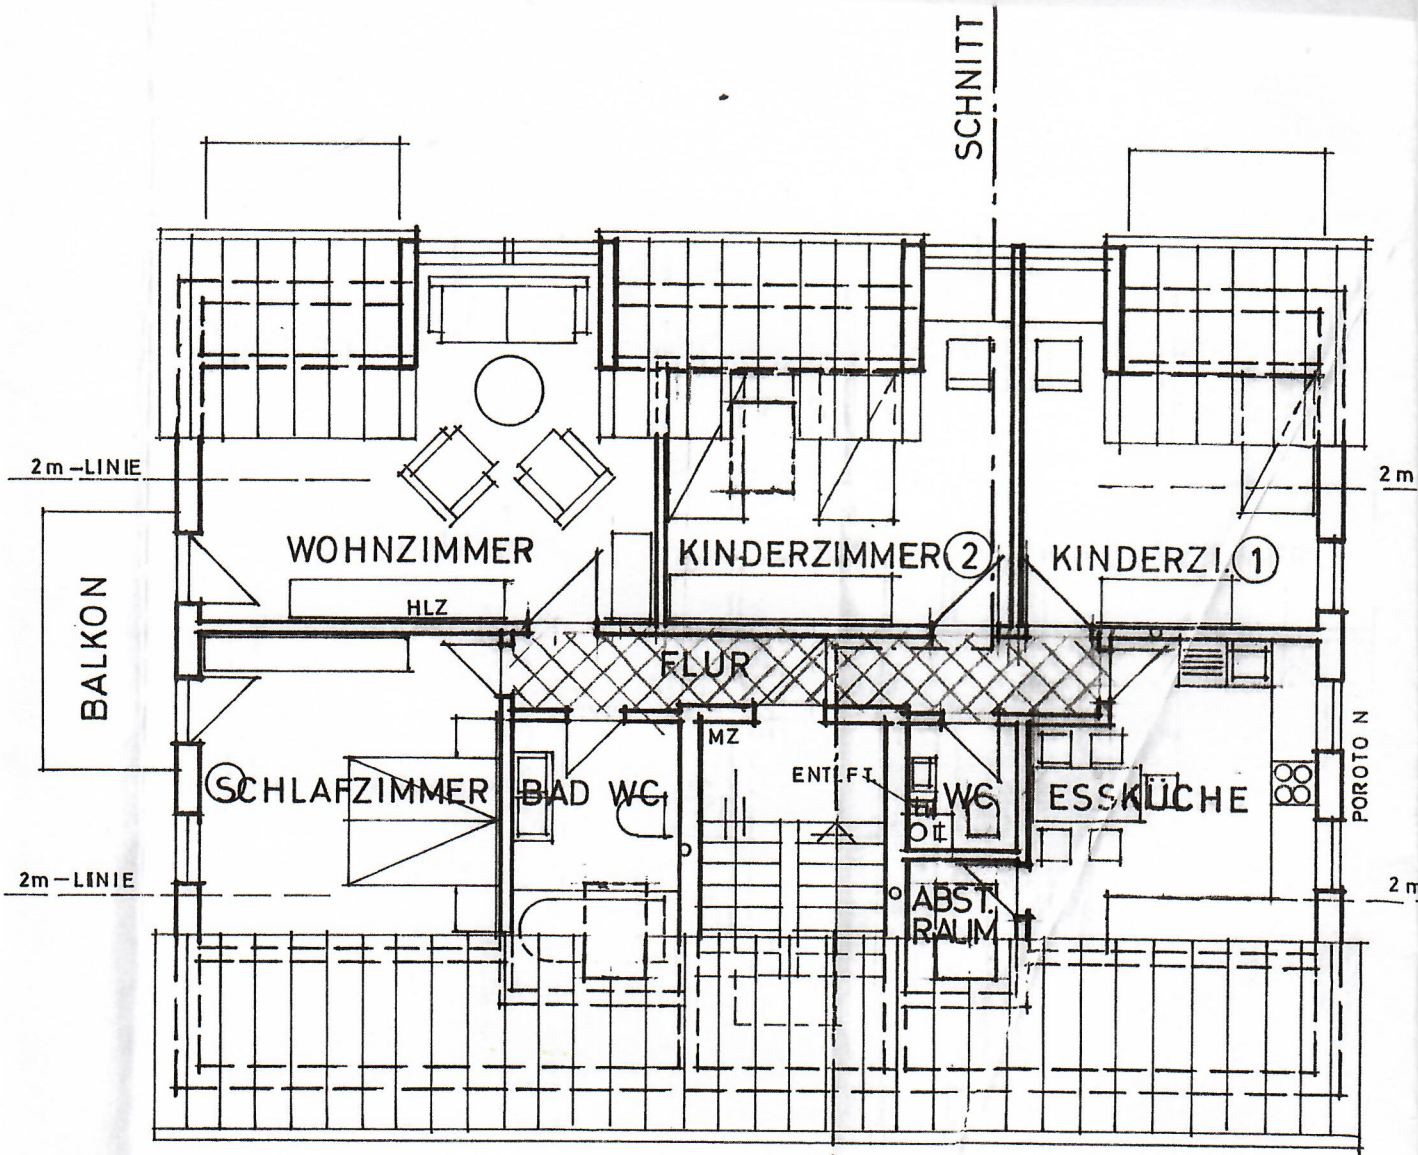 SCHNITT
2m-LINIE
2m
WOHNZIMMER
KINDERZIMMER 2
KINDERZI. 1
BALKON
HLZ
FLUR
MZ
POROTON
ENTLFT.
SCHLAFZIMMER
BAD WC
WC
ESSKÜCHE
2m-LINIE
2m
ABST.
RAUM